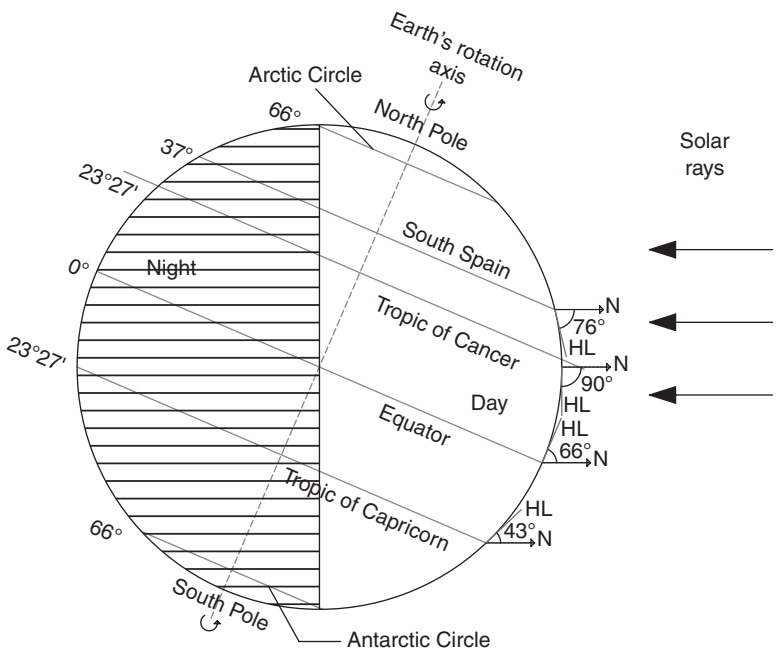 Earth's rotation
axis
Arctic Circle
North Pole
66°
Solar
rays
37°
23°27'
South Spain
Night
0°
N
76°
Tropic of Cancer
HL
N
90°
23°27'
Day
HL
Equator
HL
66°
N
Tropic of Capricorn
HL
43°
N
66°
South Pole
Antarctic Circle